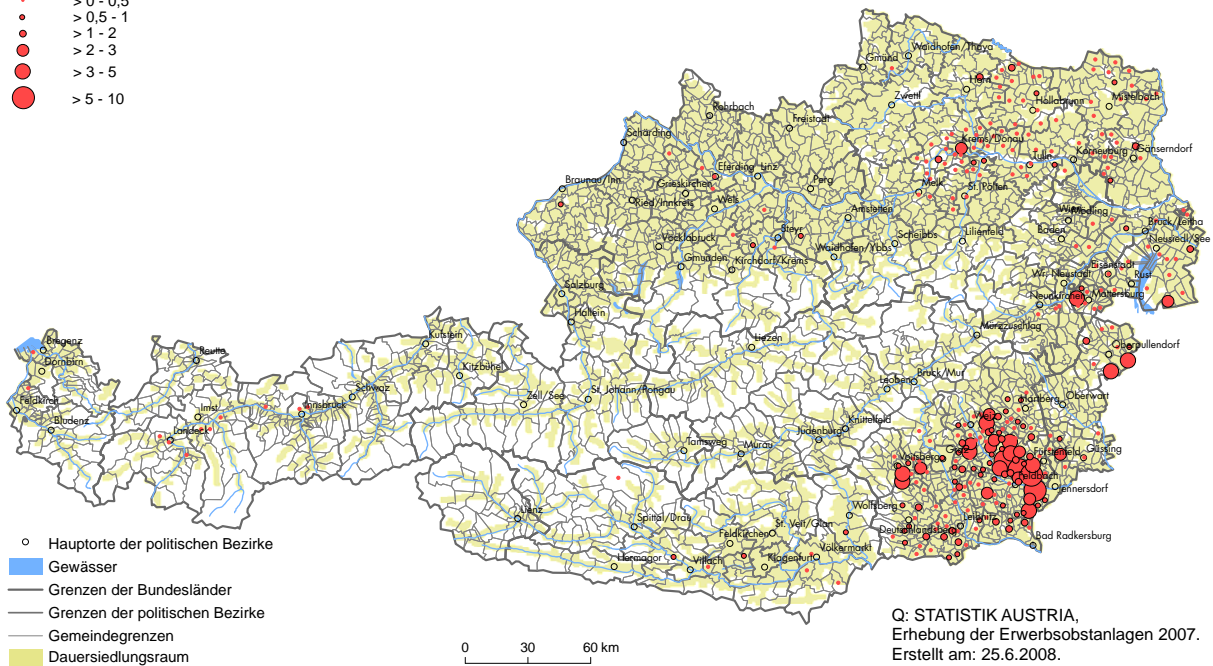 > 0 - 0,5
> 0,5 - 1
> 1 - 2
> 2 - 3
> 3 - 5
> 5 - 10
Waidhofen/Thaya
Gmünd
Horn
Zwettl
Hollabrunn
Mistelbach
Rohrbach
Freistadt
Schärding
Krems/Donau
Tulln
Korneuburg
Gänserndorf
Eferding
Linz
Braunau/Inn
Grieskirchen
Perg
Melk
St. Pölten
Ried/Innkreis
Wels
Wien
Mödling
Amstetten
Bruck/Leitha
Steyr
Baden
Neusiedl/See
Vöcklabruck
Waidhofen/Ybbs
Scheibbs
Lilienfeld
Gmunden
Kirchdorf/Krems
Eisenstadt
Wr. Neustadt
Rust
Salzburg
Neunkirchen
Mattersburg
Hallein
Mürzzuschlag
Bregenz
Kufstein
Liezen
Oberpullendorf
Reutte
Dornbirn
Kitzbühel
Bruck/Mur
Leoben
Schwaz
Zell/See
St. Johann/Pongau
Hartberg
Oberwart
Feldkirch
Imst
Innsbruck
Weiz
Bludenz
Knittelfeld
Landeck
Judenburg
Tamsweg
Murau
Voitsberg
Graz
Fürstenfeld
Güssing
Feldbach
Jennersdorf
Lienz
Wolfsberg
Spittal/Drau
St. Veit/Glan
Deutschlandsberg
Leibnitz
Feldkirchen
Bad Radkersburg
Hermagor
Villach
Klagenfurt
Völkermarkt
Hauptorte der politischen Bezirke
Gewässer
Grenzen der Bundesländer
Grenzen der politischen Bezirke
Gemeindegrenzen
Dauersiedlungsraum
0 30 60 km
Q: STATISTIK AUSTRIA,
Erhebung der Erwerbsobstanlagen 2007.
Erstellt am: 25.6.2008.